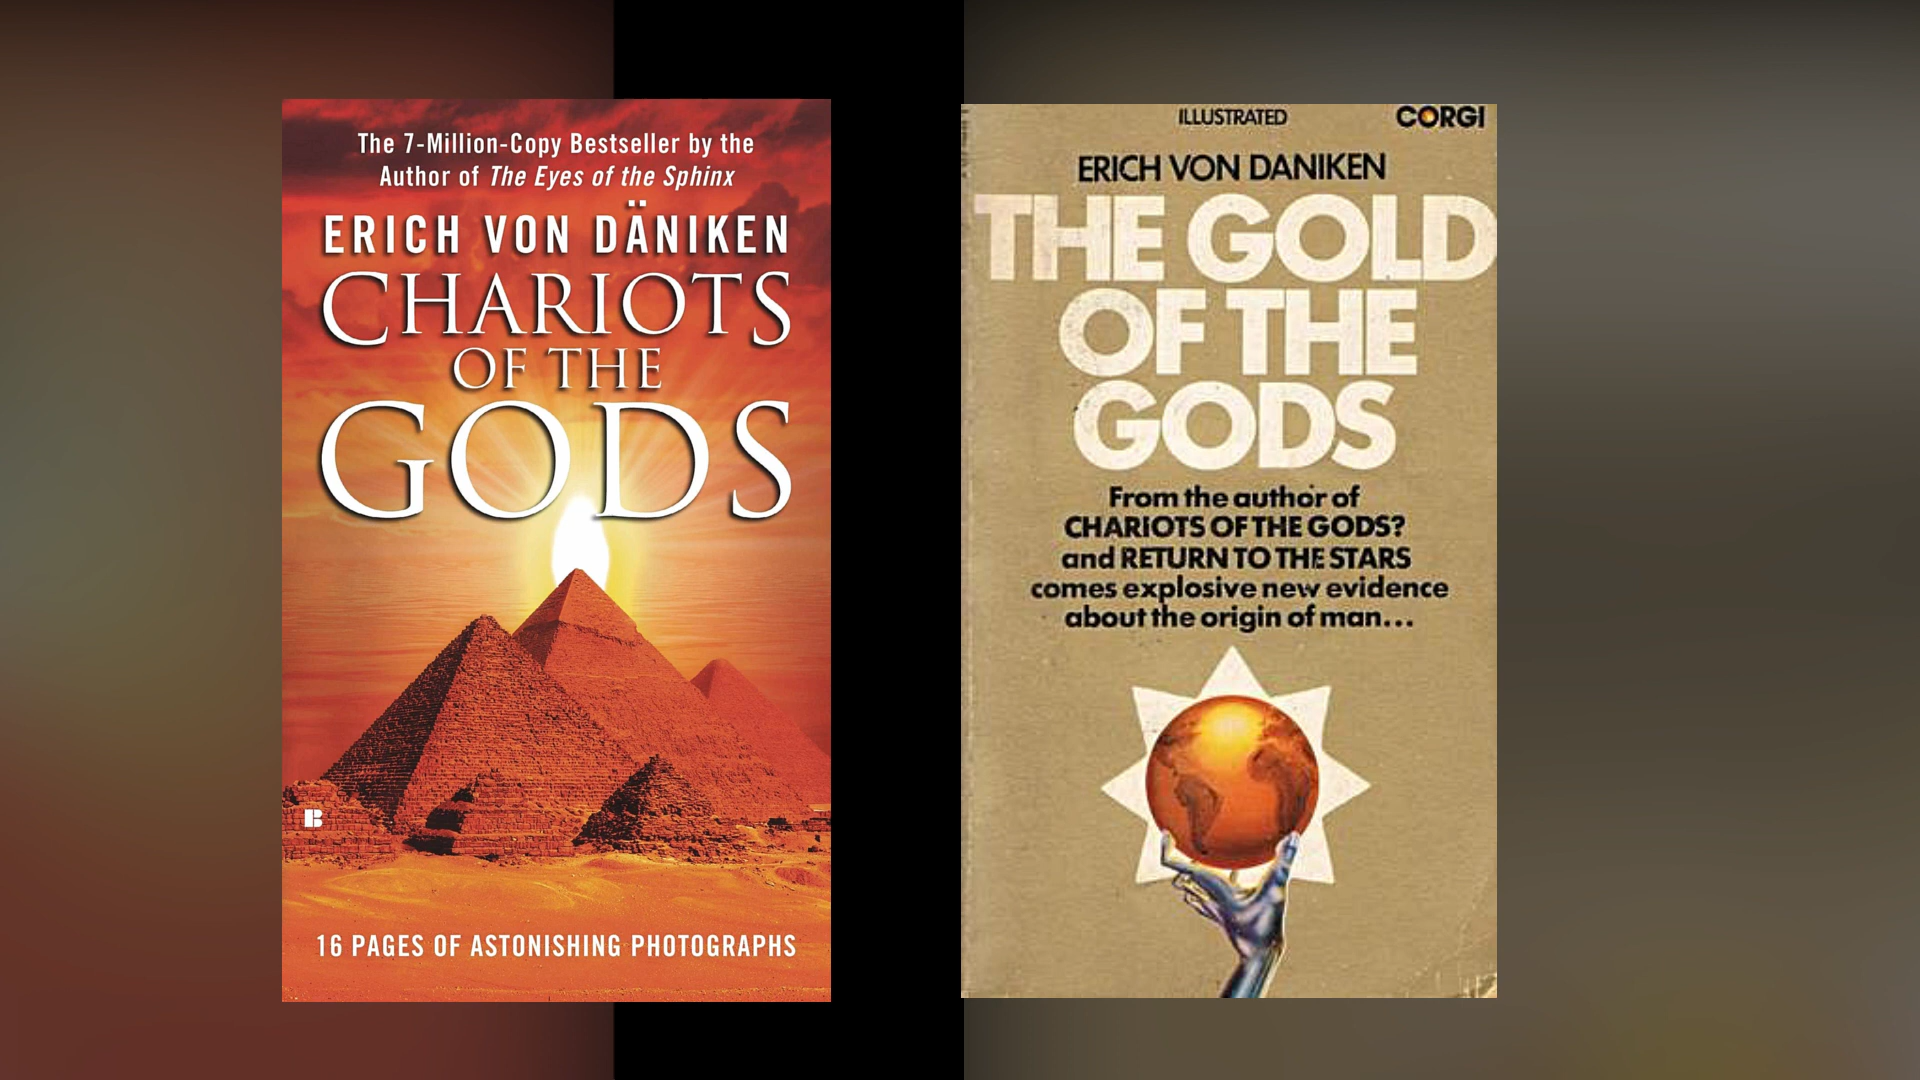 The 7-Million-Copy Bestseller by the
Author of The Eyes of the Sphinx
ERICH VON DÄNIKEN
CHARIOTS
OF THE
GODS
B
16 PAGES OF ASTONISHING PHOTOGRAPHS
ILLUSTRATED
CORGI
ERICH VON DANIKEN
THE GOLD
OF THE
GODS
From the author of
CHARIOTS OF THE GODS?
and RETURN TO THE STARS
comes explosive new evidence
about the origin of man...